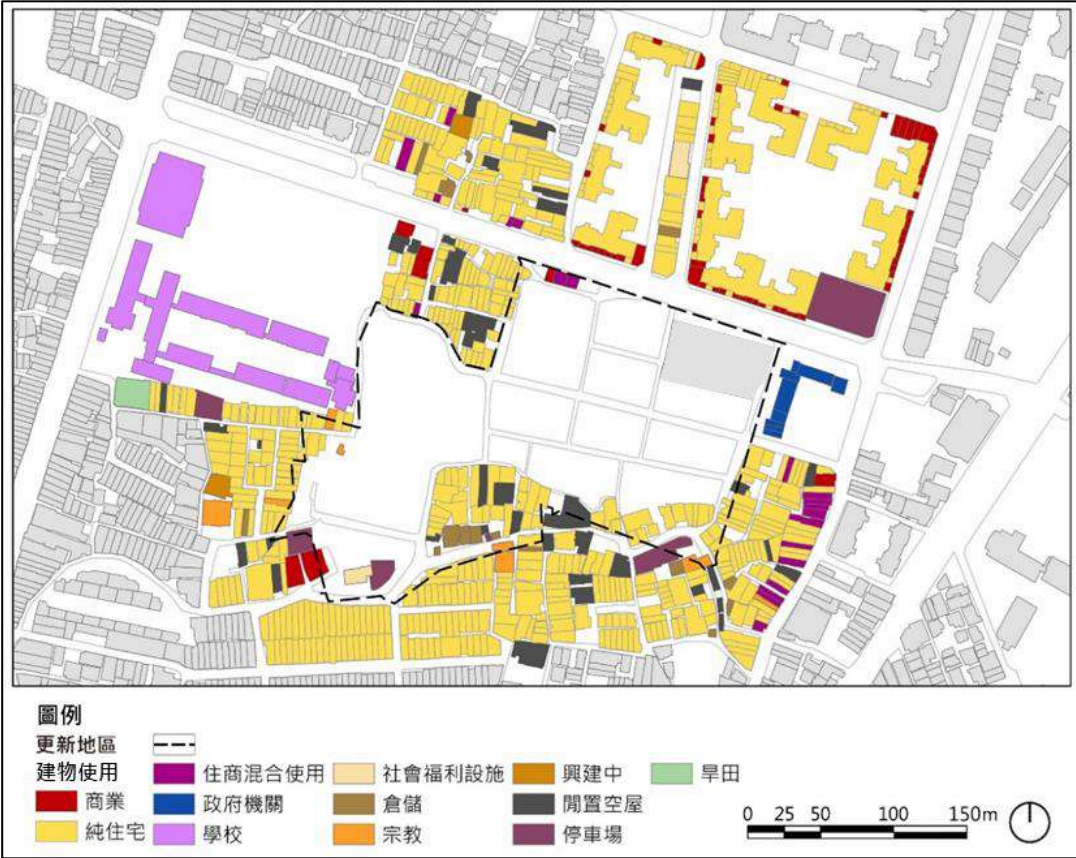 圖例
更新地區
建物使用
住商混合使用
社會福利設施
興建中
旱田
商業
政府機關
倉儲
閒置空屋
純住宅
學校
宗教
停車場
0 25 50 100 150m